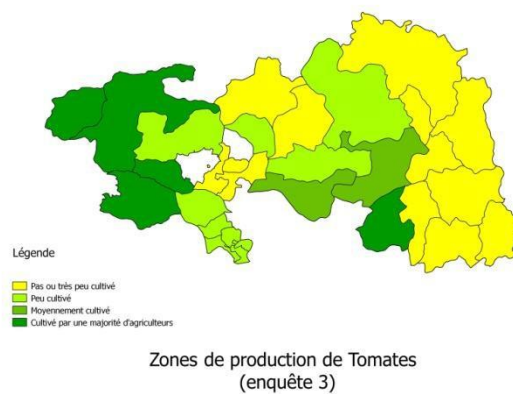 Légende
Pas ou très peu cultivé
Peu cultivé
Moyennement cultivé
Cultivé par une majorité d'agriculteurs
Zones de production de Tomates
(enquête 3)